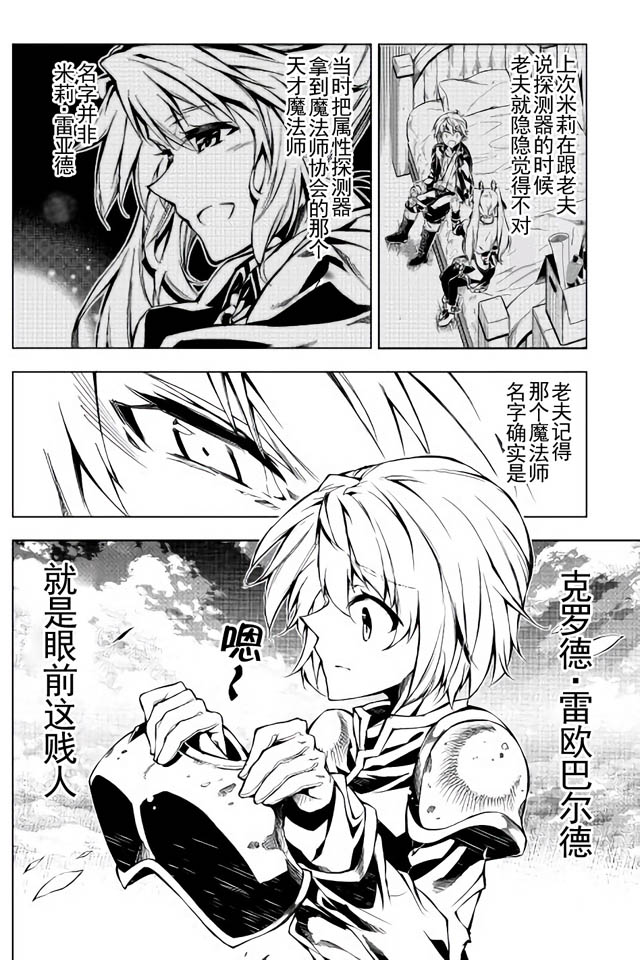 上次米莉在跟老夫
说探测器的时候
老夫就隐隐觉得不对
当时把属性探测器
拿到魔法师协会的那个
天才魔法师
名字并非
米莉·雷亚德
老夫记得
那个魔法师
名字确实是
克罗德·雷欧巴尔德
嗯~
就是眼前这贱人